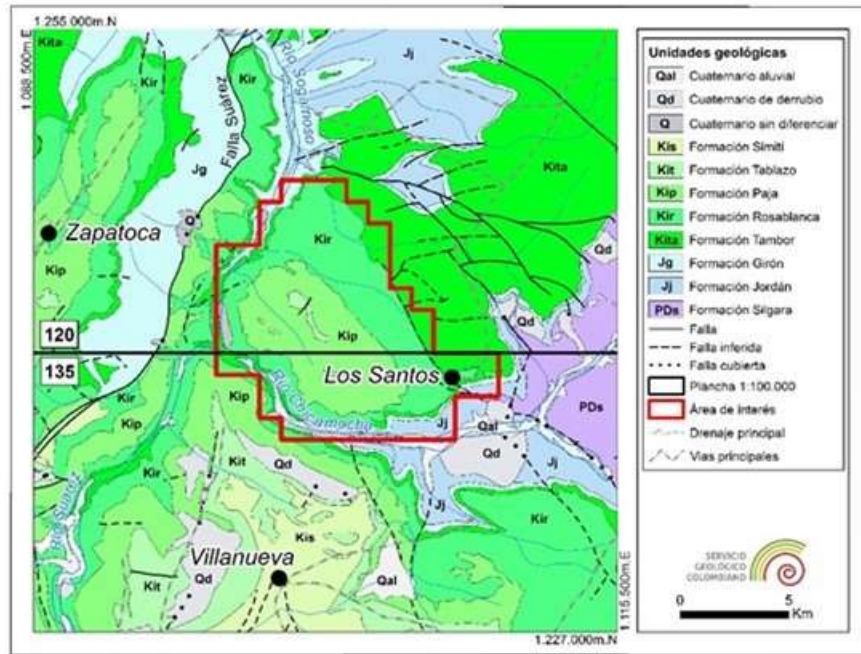 1.255.000m.N
1.088.500m E
Kita
Kir
Jg
Falla Suárez
Kir
Río Sogamoso
Jj
Kita
Zapatoca
Q
Kip
Kir
Kip
Qd
Qd
120
135
Los Santos
PDs
Kir
Kip
Kip
Río Chicamocha
Jj
Qal
Qd
Jj
Kir
Río Suárez
Kit
Qd
Kis
Kir
Villanueva
Kit
Qd
Qal
1.115.500m.E
1.227.000m.N
Unidades geológicas
Qal Cuaternario aluvial
Qd Cuaternario de derrubio
Q Cuaternario sin diferenciar
Kis Formación Simití
Kit Formación Tablazo
Kip Formación Paja
Kir Formación Rosablanca
Kita Formación Tambor
Jg Formación Girón
Jj Formación Jordán
PDs Formación Silgara
Falla
Falla inferida
Falla cubierta
Plancha 1:100.000
Área de interés
Drenaje principal
Vias principales
SERVICIO
GEOLÓGICO
COLOMBIANO
0 5
Km